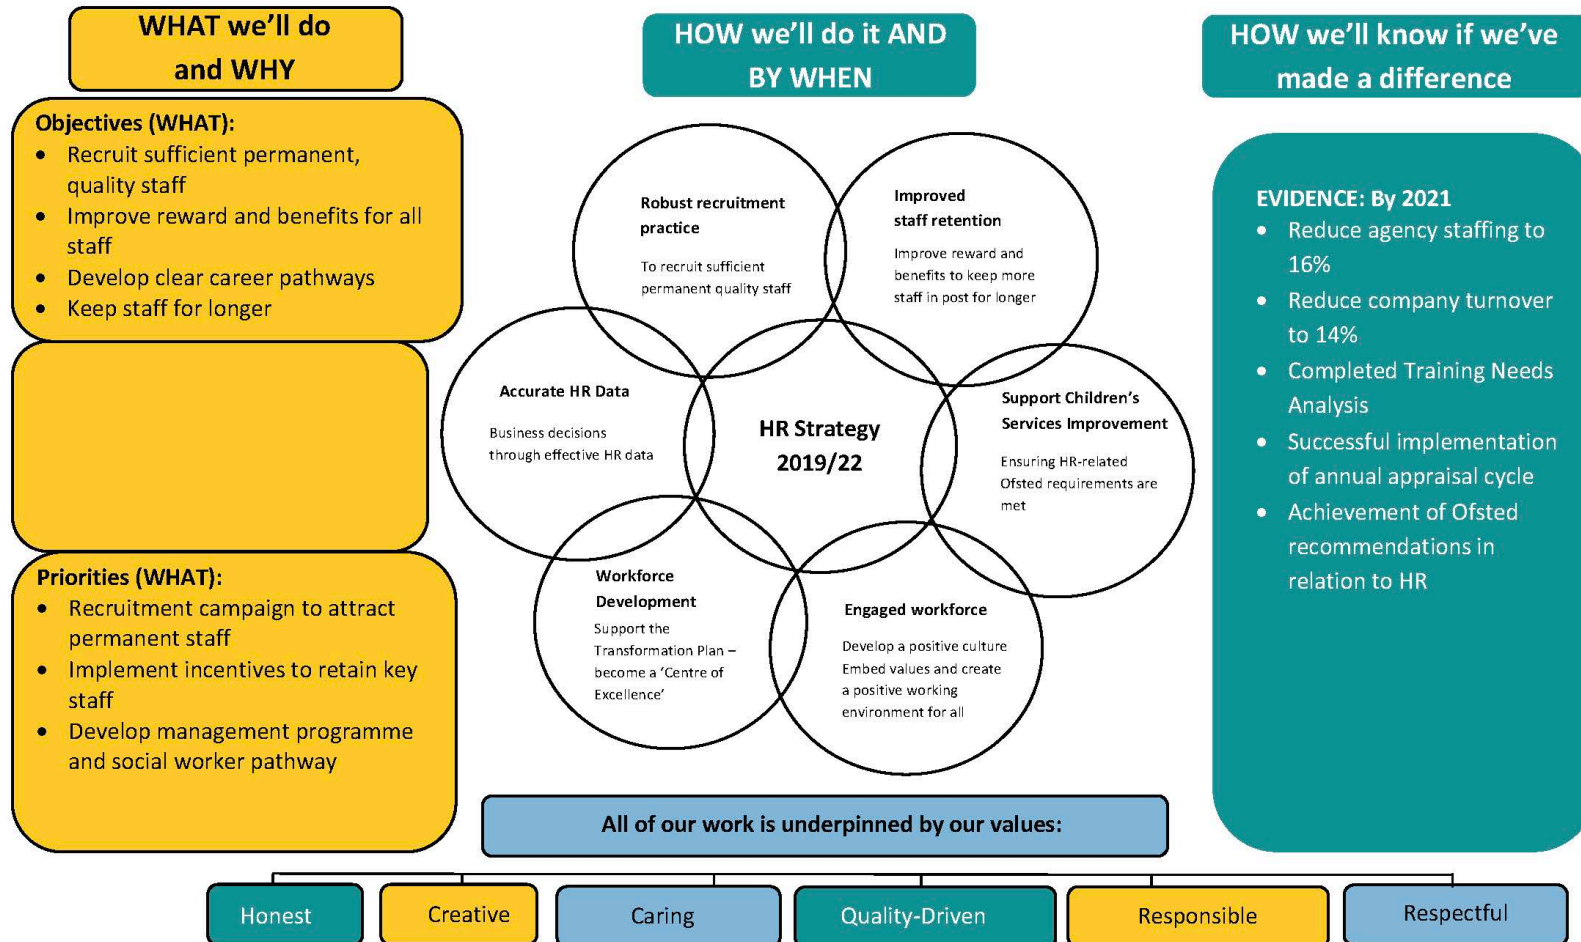 WHAT we'll do
and WHY
Objectives (WHAT):
• Recruit sufficient permanent,
quality staff
• Improve reward and benefits for all
staff
• Develop clear career pathways
• Keep staff for longer
Priorities (WHAT):
• Recruitment campaign to attract
permanent staff
• Implement incentives to retain key
staff
• Develop management programme
and social worker pathway
HOW we'll do it AND
BY WHEN
Robust recruitment
practice
To recruit sufficient
permanent quality staff
Improved
staff retention
Improve reward and
benefits to keep more
staff in post for longer
Accurate HR Data
Business decisions
through effective HR data
HR Strategy
2019/22
Support Children's
Services Improvement
Ensuring HR-related
Ofsted requirements are
met
Workforce
Development
Support the
Transformation Plan –
become a 'Centre of
Excellence'
Engaged workforce
Develop a positive culture
Embed values and create
a positive working
environment for all
HOW we'll know if we've
made a difference
EVIDENCE: By 2021
• Reduce agency staffing to
16%
• Reduce company turnover
to 14%
• Completed Training Needs
Analysis
• Successful implementation
of annual appraisal cycle
• Achievement of Ofsted
recommendations in
relation to HR
All of our work is underpinned by our values:
Honest
Creative
Caring
Quality-Driven
Responsible
Respectful